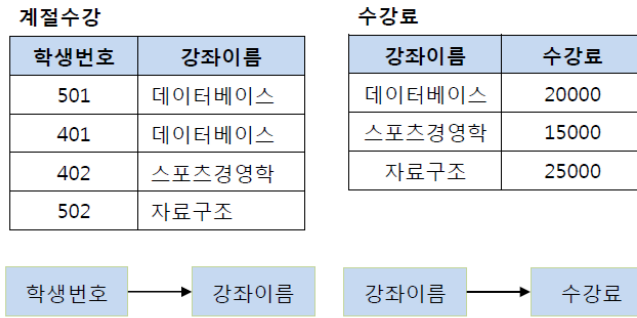 계절수강
학생번호 강좌이름
501 데이터베이스
401 데이터베이스
402 스포츠경영학
502 자료구조
수강료
강좌이름 수강료
데이터베이스 20000
스포츠경영학 15000
자료구조 25000
학생번호 강좌이름
강좌이름 수강료